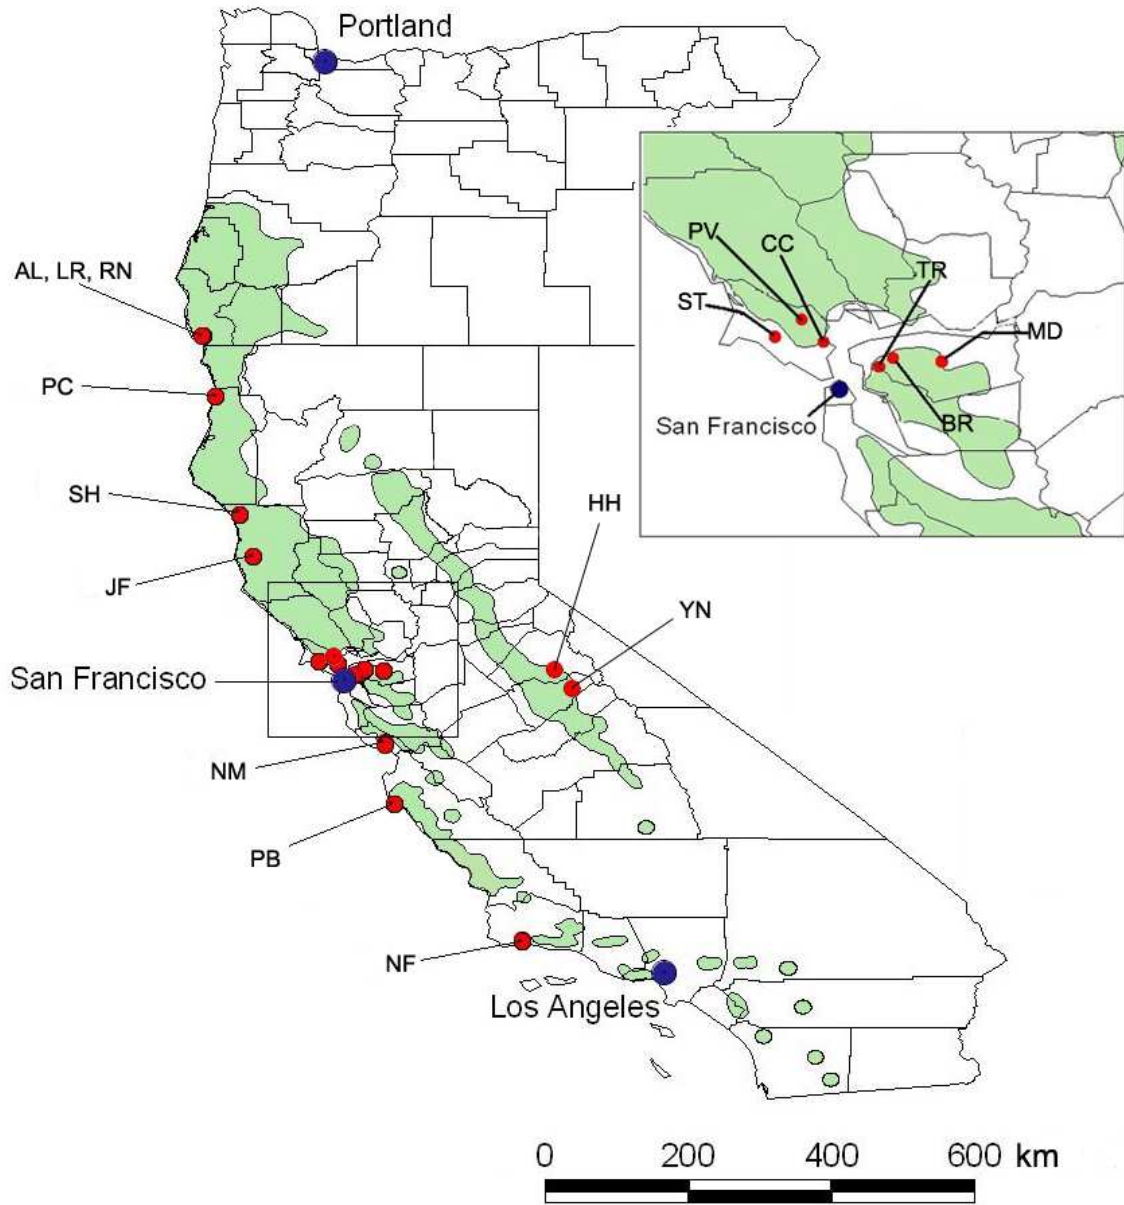 Portland
AL, LR, RN
PC
SH
JF
San Francisco
NM
PB
NF
Los Angeles
HH
YN
PV
CC
TR
ST
MD
San Francisco
BR
0 200 400 600 km